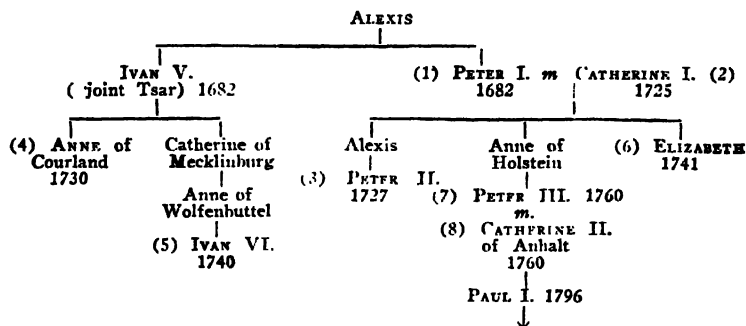 ALEXIS
IVAN V. (1) PETER I. m CATHERINE I. (2)
(joint Tsar) 1682 1682 1725
(4) ANNE of Catherine of Alexis Anne of (6) ELIZABETH
Courland Mecklinburg Holstein 1741
1730 (3) PETER II. (7) PETER III. 1760
Anne of 1727 m.
Wolfenhuttel (8) CATHERINE II.
(5) IVAN VI. of Anhalt
1740 1760
PAUL I. 1796